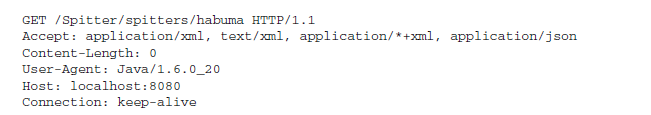 GET /Spitter/spitters/habuma HTTP/1.1
Accept: application/xml, text/xml, application/*+xml, application/json
Content-Length: 0
User-Agent: Java/1.6.0_20
Host: localhost:8080
Connection: keep-alive